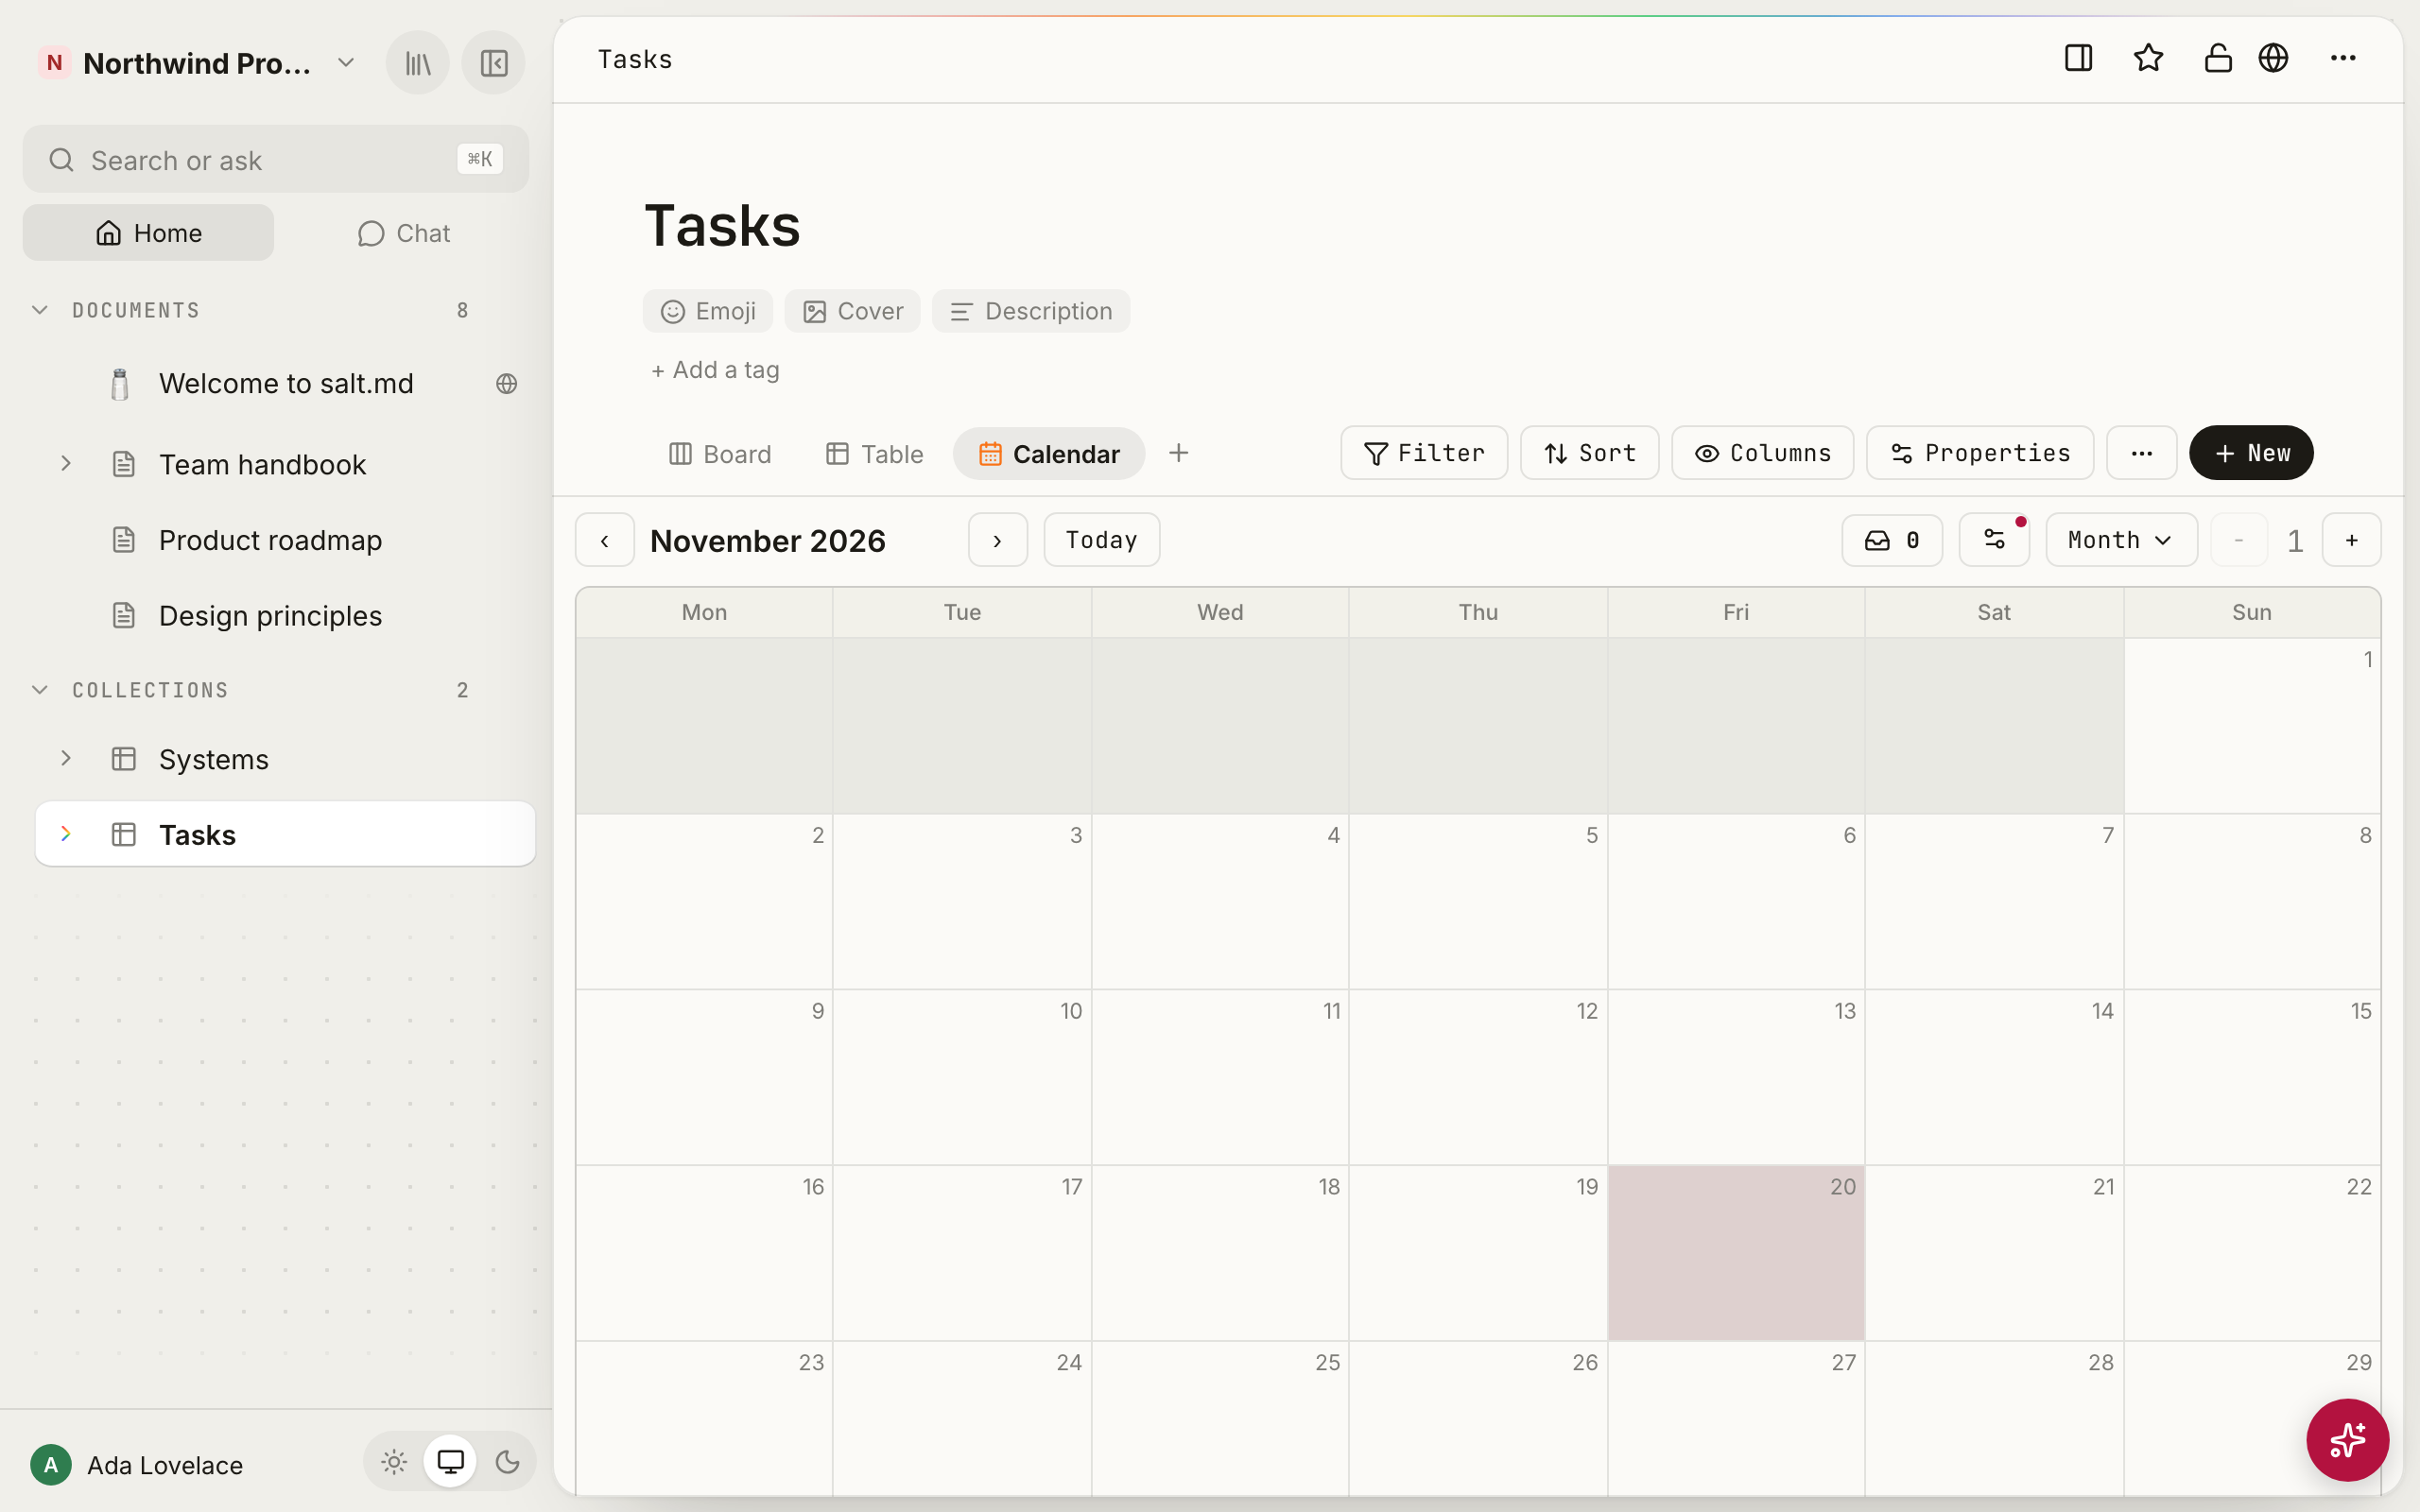 N Northwind Pro...
Search or ask ⌘K
Home Chat
DOCUMENTS 8
Welcome to salt.md
Team handbook
Product roadmap
Design principles
COLLECTIONS 2
Systems
Tasks
A Ada Lovelace
Tasks
Tasks
Emoji Cover Description
+ Add a tag
Board Table Calendar +
Filter Sort Columns Properties ... + New
‹ November 2026 › Today
0 Month - 1 +
Mon Tue Wed Thu Fri Sat Sun
1
2 3 4 5 6 7 8
9 10 11 12 13 14 15
16 17 18 19 20 21 22
23 24 25 26 27 28 29